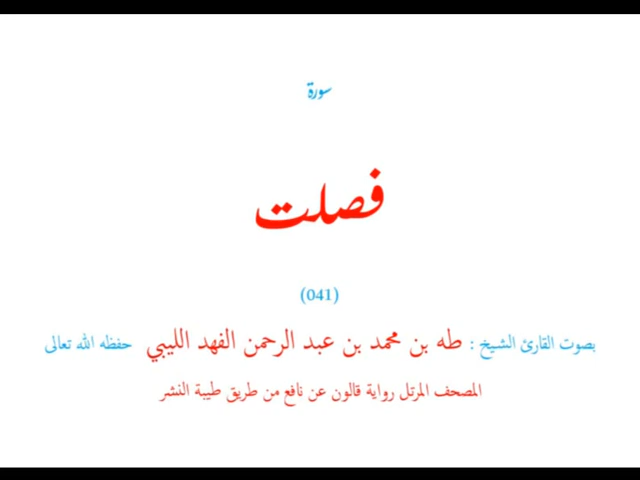 سورة
فصلت
(041)
بصوت القارئ الشيخ : طه بن محمد بن عبد الرحمن الفهد الليبي حفظه الله تعالى
المصحف المرتل رواية قالون عن نافع من طريق طيبة النشر